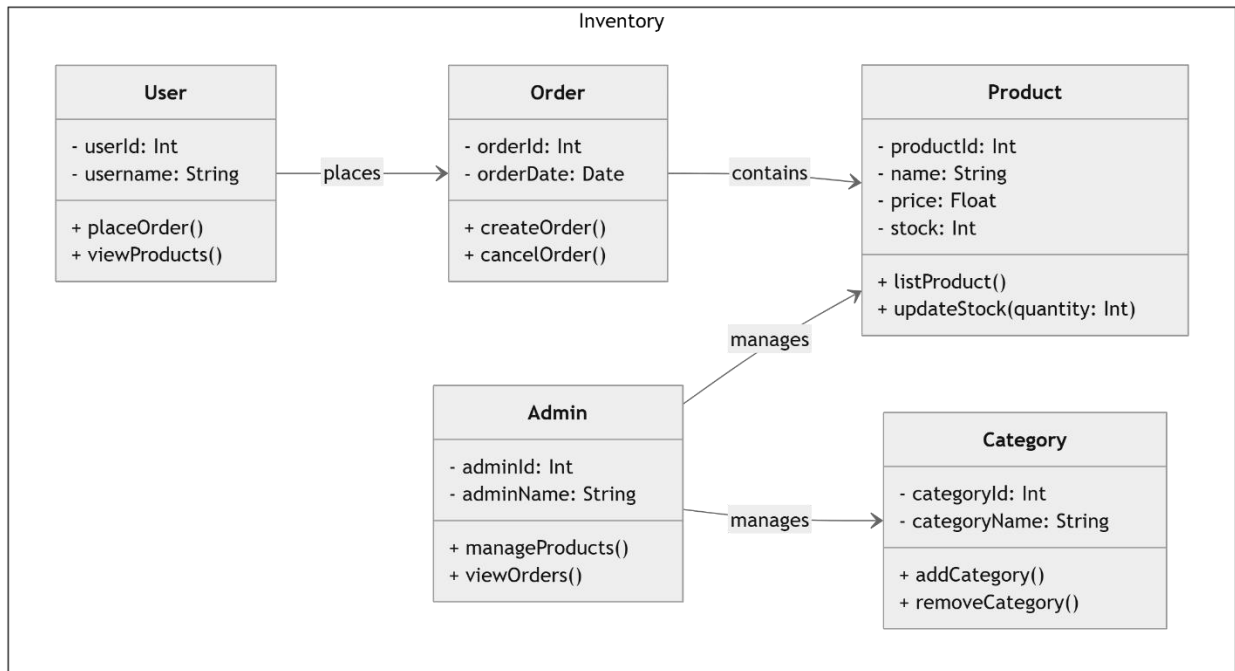 Inventory
User
- userId: Int
- username: String
+ placeOrder()
+ viewProducts()
places
Order
- orderId: Int
- orderDate: Date
+ createOrder()
+ cancelOrder()
contains
Product
- productId: Int
- name: String
- price: Float
- stock: Int
+ listProduct()
+ updateStock(quantity: Int)
manages
Admin
- adminId: Int
- adminName: String
+ manageProducts()
+ viewOrders()
manages
Category
- categoryId: Int
- categoryName: String
+ addCategory()
+ removeCategory()